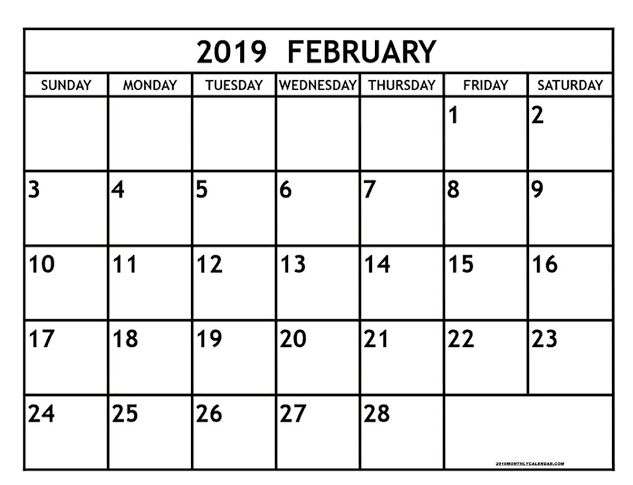 2019 FEBRUARY
SUNDAY MONDAY TUESDAY WEDNESDAY THURSDAY FRIDAY SATURDAY
1 2
3 4 5 6 7 8 9
10 11 12 13 14 15 16
17 18 19 20 21 22 23
24 25 26 27 28
2019MONTHLYCALENDAR.COM